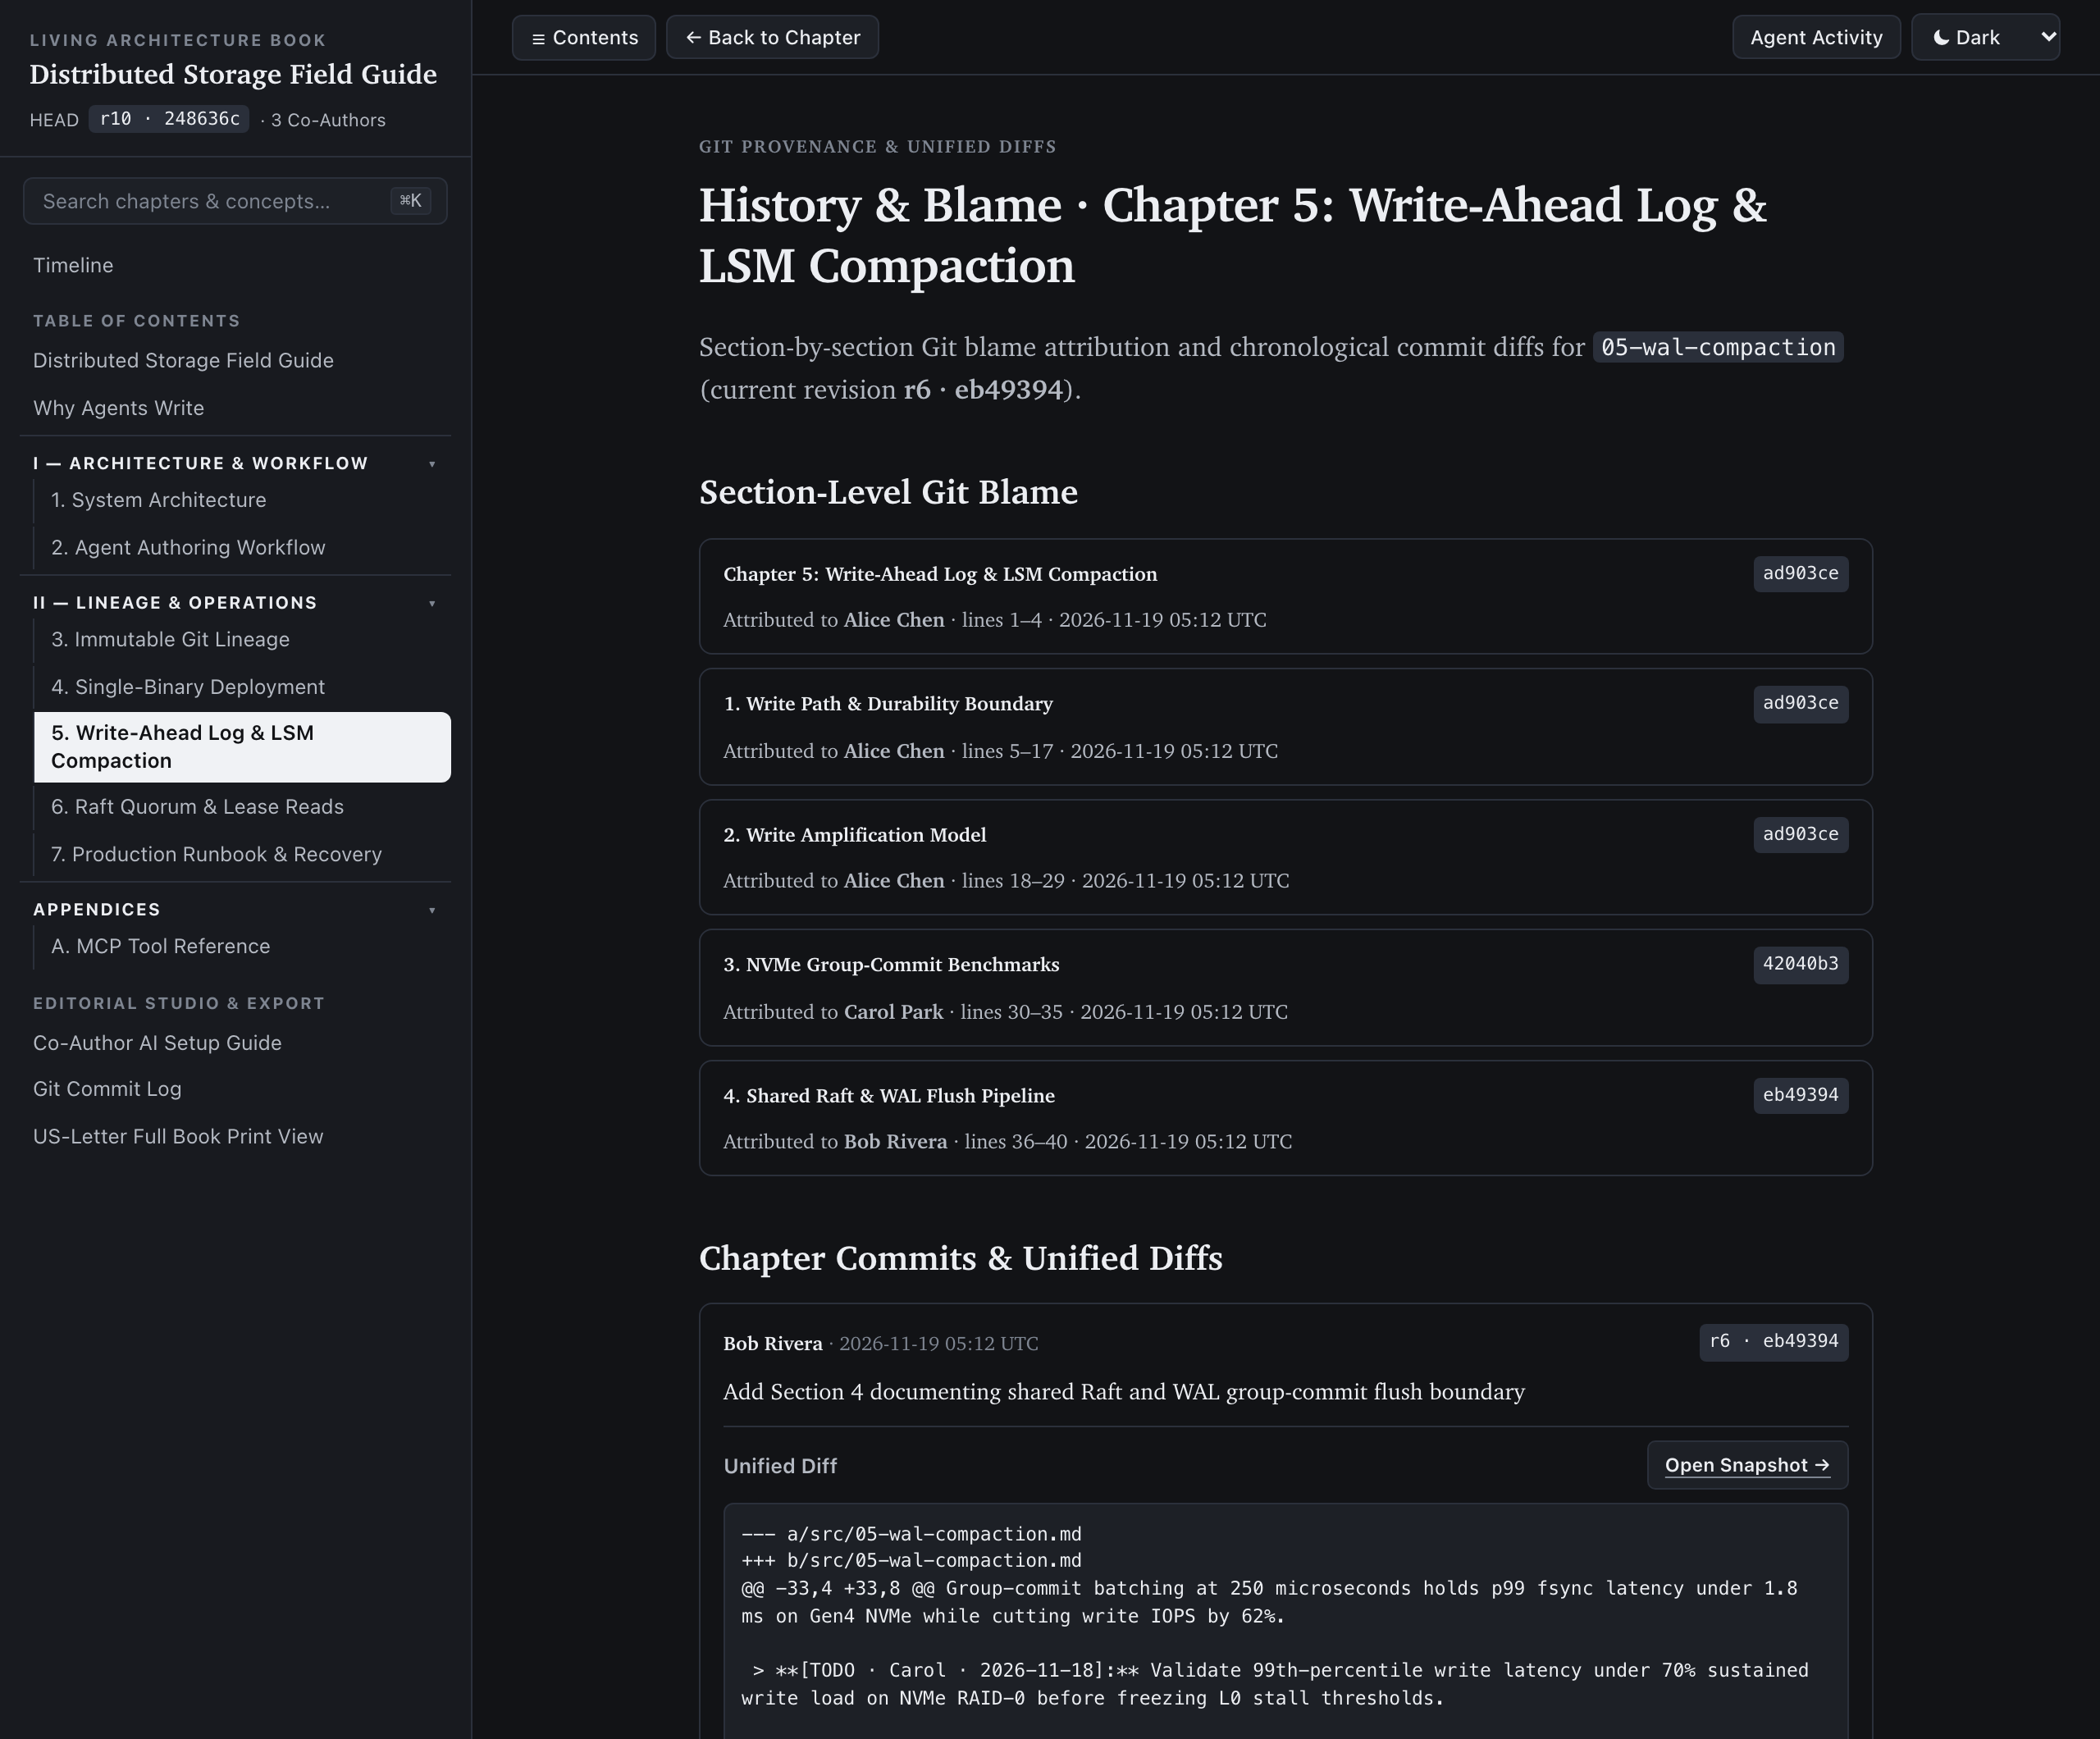 LIVING ARCHITECTURE BOOK
Distributed Storage Field Guide
HEAD r10 · 248636c · 3 Co-Authors
Search chapters & concepts... ⌘K
Timeline
TABLE OF CONTENTS
Distributed Storage Field Guide
Why Agents Write
I — ARCHITECTURE & WORKFLOW ▾
1. System Architecture
2. Agent Authoring Workflow
II — LINEAGE & OPERATIONS ▾
3. Immutable Git Lineage
4. Single-Binary Deployment
5. Write-Ahead Log & LSM
Compaction
6. Raft Quorum & Lease Reads
7. Production Runbook & Recovery
APPENDICES ▾
A. MCP Tool Reference
EDITORIAL STUDIO & EXPORT
Co-Author AI Setup Guide
Git Commit Log
US-Letter Full Book Print View
≡ Contents
← Back to Chapter
Agent Activity
Dark
GIT PROVENANCE & UNIFIED DIFFS
History & Blame · Chapter 5: Write-Ahead Log &
LSM Compaction
Section-by-section Git blame attribution and chronological commit diffs for 05-wal-compaction
(current revision r6 · eb49394).
Section-Level Git Blame
Chapter 5: Write-Ahead Log & LSM Compaction ad903ce
Attributed to Alice Chen · lines 1–4 · 2026-11-19 05:12 UTC
1. Write Path & Durability Boundary ad903ce
Attributed to Alice Chen · lines 5–17 · 2026-11-19 05:12 UTC
2. Write Amplification Model ad903ce
Attributed to Alice Chen · lines 18–29 · 2026-11-19 05:12 UTC
3. NVMe Group-Commit Benchmarks 42040b3
Attributed to Carol Park · lines 30–35 · 2026-11-19 05:12 UTC
4. Shared Raft & WAL Flush Pipeline eb49394
Attributed to Bob Rivera · lines 36–40 · 2026-11-19 05:12 UTC
Chapter Commits & Unified Diffs
Bob Rivera · 2026-11-19 05:12 UTC r6 · eb49394
Add Section 4 documenting shared Raft and WAL group-commit flush boundary
Unified Diff Open Snapshot →
--- a/src/05-wal-compaction.md
+++ b/src/05-wal-compaction.md
@@ -33,4 +33,8 @@ Group-commit batching at 250 microseconds holds p99 fsync latency under 1.8
ms on Gen4 NVMe while cutting write IOPS by 62%.
> **[TODO · Carol · 2026-11-18]:** Validate 99th-percentile write latency under 70% sustained
write load on NVMe RAID-0 before freezing L0 stall thresholds.